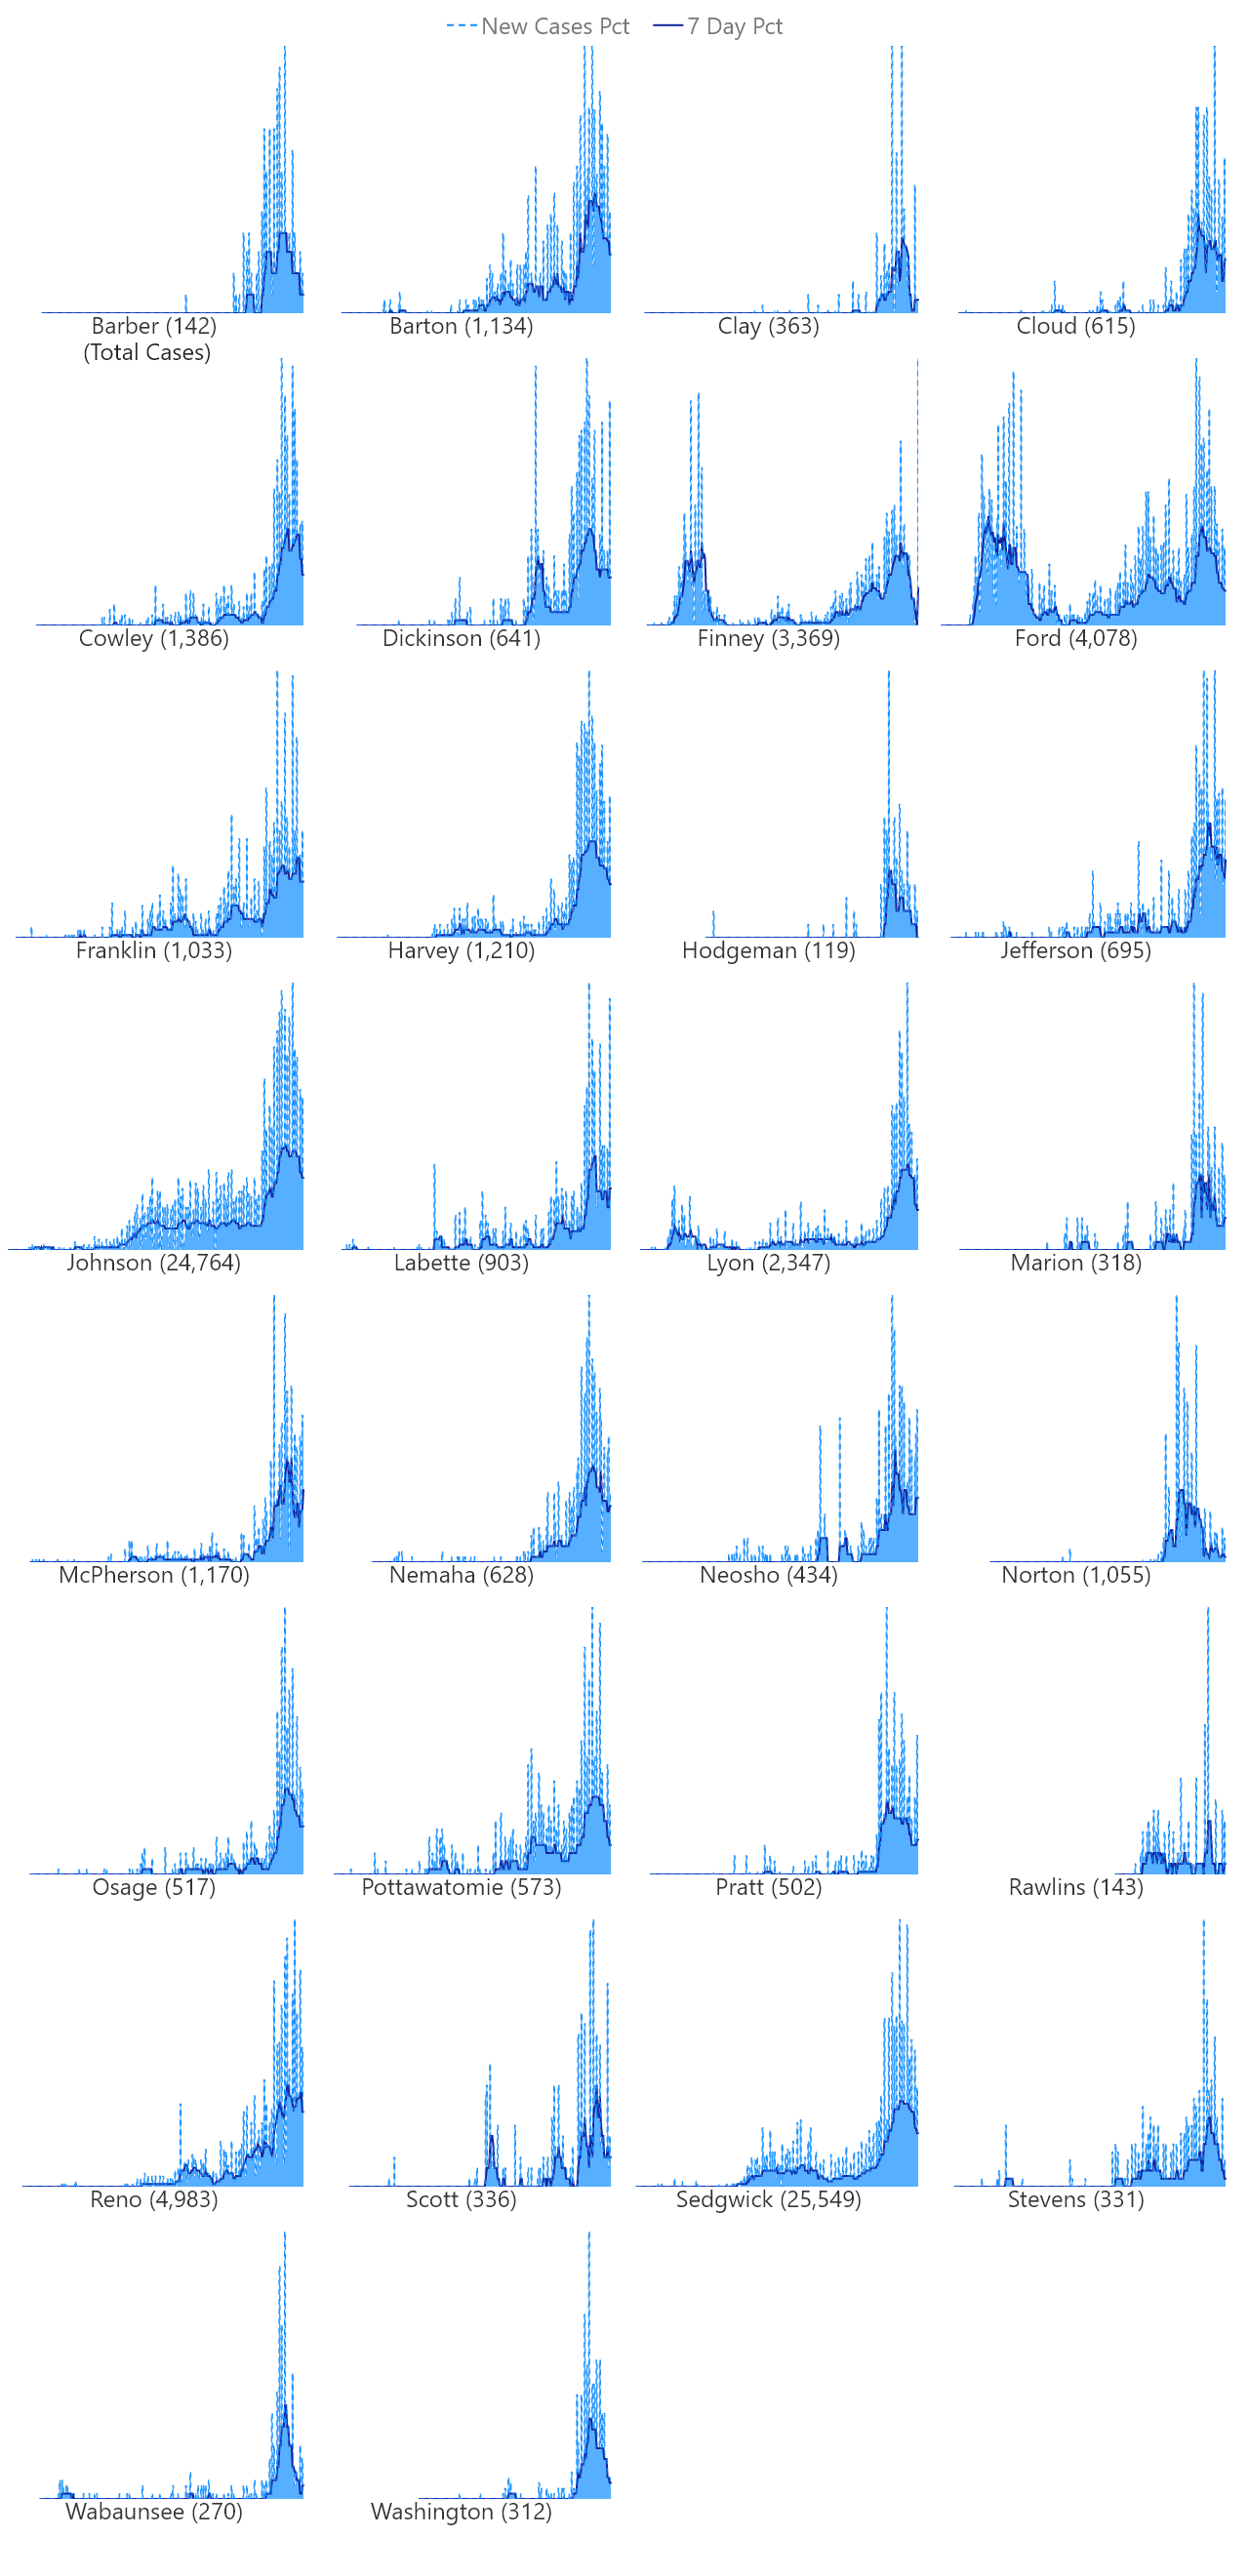 New Cases Pct 7 Day Pct
Barber (142) Barton (1,134) Clay (363) Cloud (615)
(Total Cases)
Cowley (1,386) Dickinson (641) Finney (3,369) Ford (4,078)
Franklin (1,033) Harvey (1,210) Hodgeman (119) Jefferson (695)
Johnson (24,764) Labette (903) Lyon (2,347) Marion (318)
McPherson (1,170) Nemaha (628) Neosho (434) Norton (1,055)
Osage (517) Pottawatomie (573) Pratt (502) Rawlins (143)
Reno (4,983) Scott (336) Sedgwick (25,549) Stevens (331)
Wabaunsee (270) Washington (312)